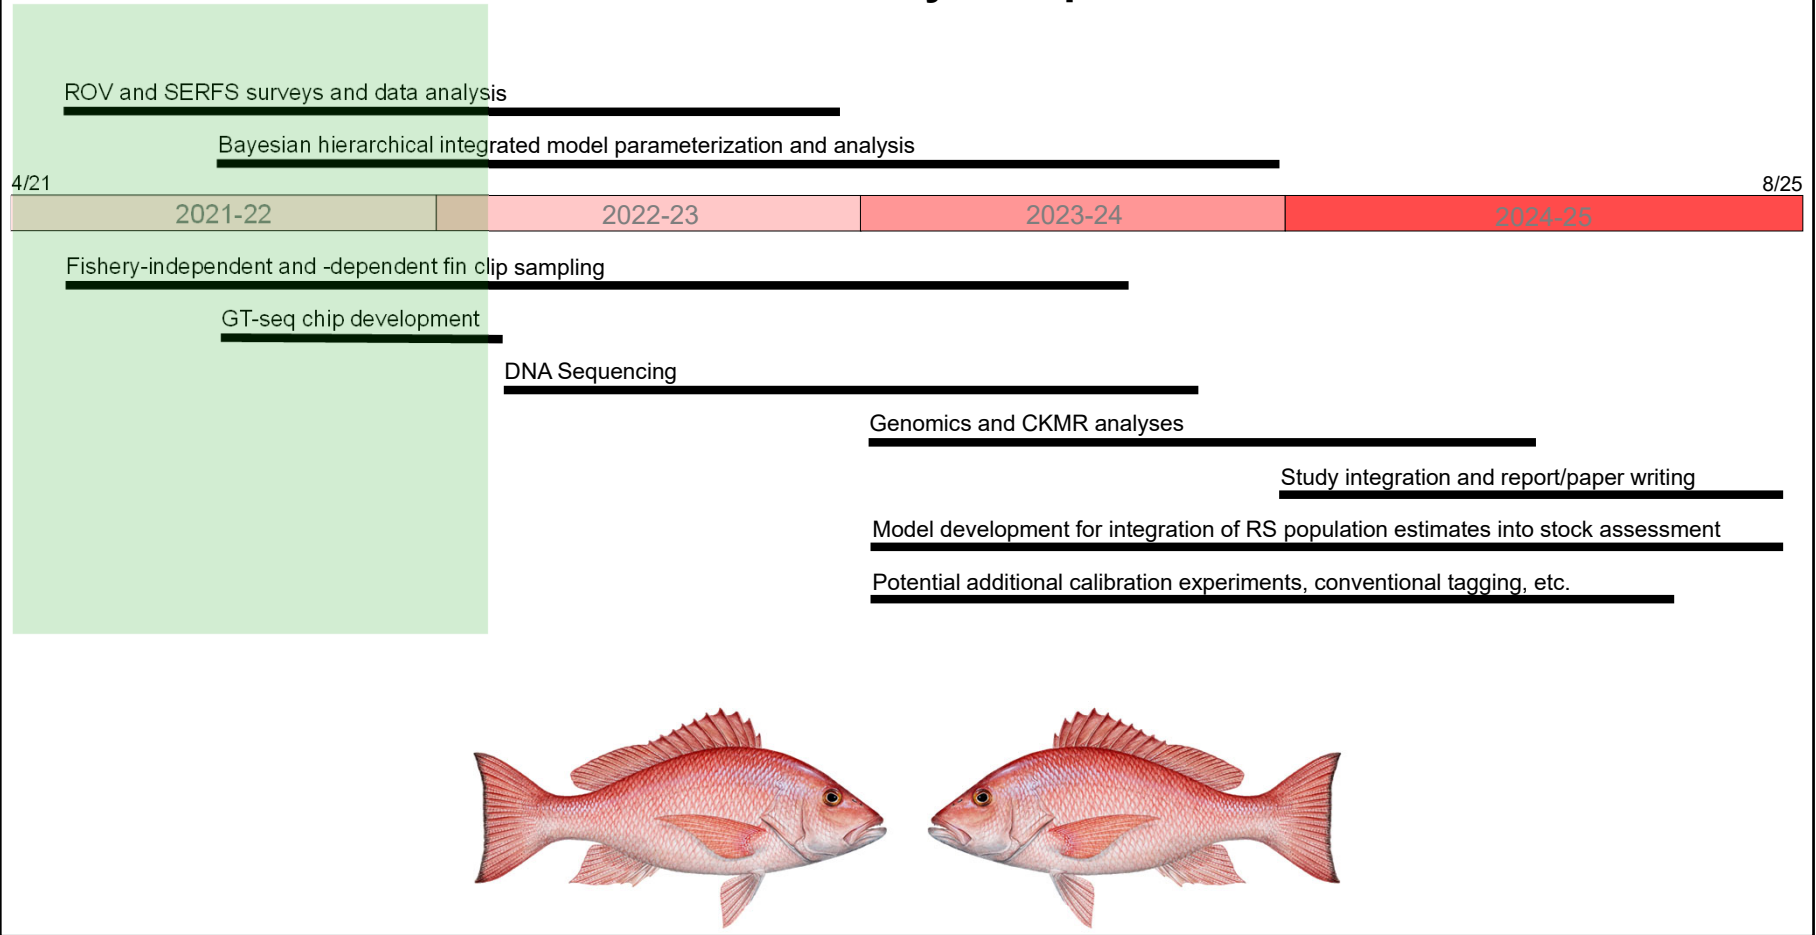 ROV and SERFS surveys and data analysis
Bayesian hierarchical integrated model parameterization and analysis
4/21
8/25
2021-22
2022-23
2023-24
2024-25
Fishery-independent and -dependent fin clip sampling
GT-seq chip development
DNA Sequencing
Genomics and CKMR analyses
Study integration and report/paper writing
Model development for integration of RS population estimates into stock assessment
Potential additional calibration experiments, conventional tagging, etc.